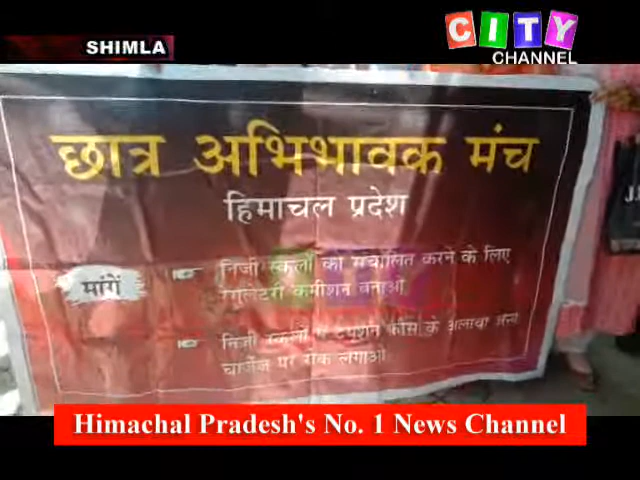 SHIMLA
CITY
CHANNEL
छात्र अभिभावक मंच
हिमाचल प्रदेश
मांगें
निजी स्कूलों को संचालित करने के लिए
रेगुलेटरी कमीशन बनाओ
निजी स्कूलों में ट्यूशन फीस के अलावा अन्य
चार्जेज पर रोक लगाओ
Himachal Pradesh's No. 1 News Channel